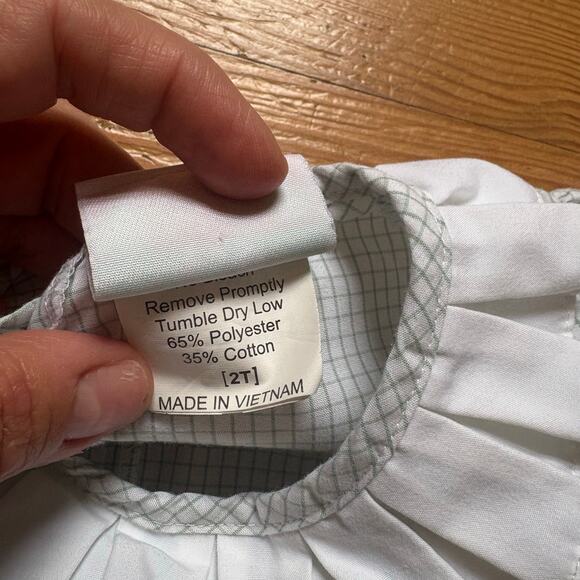 Remove Promptly
Tumble Dry Low
65% Polyester
35% Cotton
[2T]
MADE IN VIETNAM